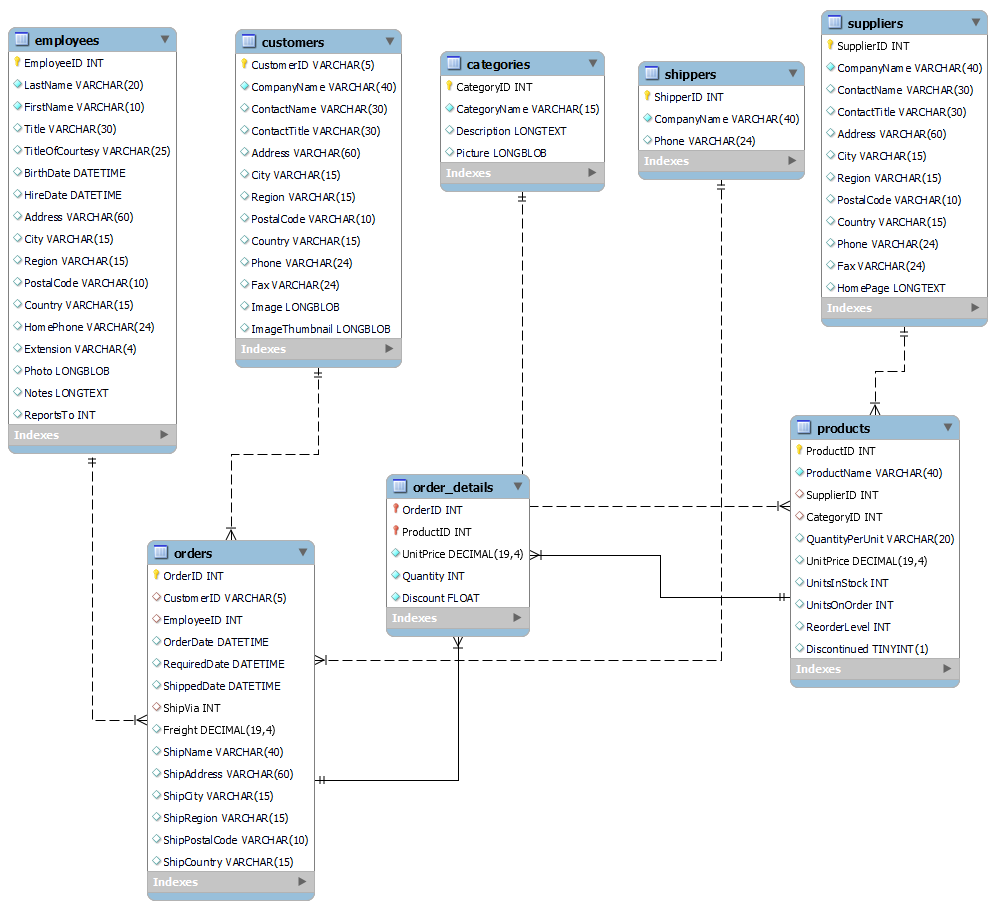 employees
EmployeeID INT
LastName VARCHAR(20)
FirstName VARCHAR(10)
Title VARCHAR(30)
TitleOfCourtesy VARCHAR(25)
BirthDate DATETIME
HireDate DATETIME
Address VARCHAR(60)
City VARCHAR(15)
Region VARCHAR(15)
PostalCode VARCHAR(10)
Country VARCHAR(15)
HomePhone VARCHAR(24)
Extension VARCHAR(4)
Photo LONGBLOB
Notes LONGTEXT
ReportsTo INT
Indexes
customers
CustomerID VARCHAR(5)
CompanyName VARCHAR(40)
ContactName VARCHAR(30)
ContactTitle VARCHAR(30)
Address VARCHAR(60)
City VARCHAR(15)
Region VARCHAR(15)
PostalCode VARCHAR(10)
Country VARCHAR(15)
Phone VARCHAR(24)
Fax VARCHAR(24)
Image LONGBLOB
ImageThumbnail LONGBLOB
Indexes
categories
CategoryID INT
CategoryName VARCHAR(15)
Description LONGTEXT
Picture LONGBLOB
Indexes
shippers
ShipperID INT
CompanyName VARCHAR(40)
Phone VARCHAR(24)
Indexes
suppliers
SupplierID INT
CompanyName VARCHAR(40)
ContactName VARCHAR(30)
ContactTitle VARCHAR(30)
Address VARCHAR(60)
City VARCHAR(15)
Region VARCHAR(15)
PostalCode VARCHAR(10)
Country VARCHAR(15)
Phone VARCHAR(24)
Fax VARCHAR(24)
HomePage LONGTEXT
Indexes
orders
OrderID INT
CustomerID VARCHAR(5)
EmployeeID INT
OrderDate DATETIME
RequiredDate DATETIME
ShippedDate DATETIME
ShipVia INT
Freight DECIMAL(19,4)
ShipName VARCHAR(40)
ShipAddress VARCHAR(60)
ShipCity VARCHAR(15)
ShipRegion VARCHAR(15)
ShipPostalCode VARCHAR(10)
ShipCountry VARCHAR(15)
Indexes
order_details
OrderID INT
ProductID INT
UnitPrice DECIMAL(19,4)
Quantity INT
Discount FLOAT
Indexes
products
ProductID INT
ProductName VARCHAR(40)
SupplierID INT
CategoryID INT
QuantityPerUnit VARCHAR(20)
UnitPrice DECIMAL(19,4)
UnitsInStock INT
UnitsOnOrder INT
ReorderLevel INT
Discontinued TINYINT(1)
Indexes